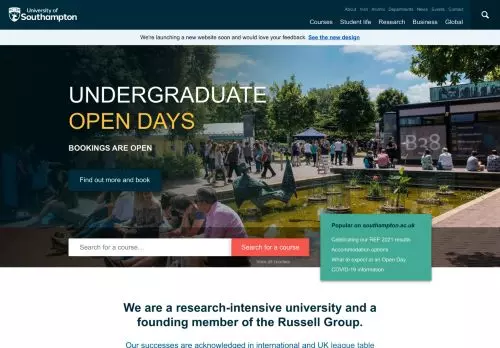 University of
Southampton
About Visit Alumni Departments News Events Contact
Courses Student life Research Business Global
We're launching a new website soon and would love your feedback. See the new design
UNDERGRADUATE
OPEN DAYS
BOOKINGS ARE OPEN
Find out more and book
B38
Popular on southampton.ac.uk
Celebrating our REF 2021 results
Accommodation options
What to expect at an Open Day
COVID-19 information
Search for a course…
Search for a course
View all courses
We are a research-intensive university and a
founding member of the Russell Group.
Our successes are acknowledged in international and UK league table